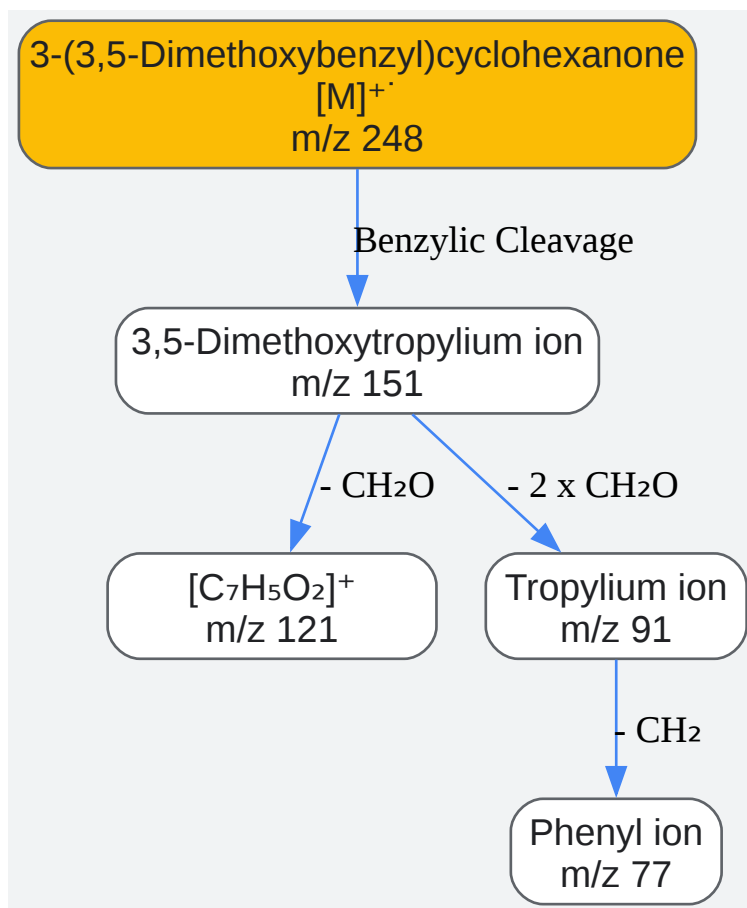 3-(3,5-Dimethoxybenzyl)cyclohexanone
[M]⁺˙
m/z 248
Benzylic Cleavage
3,5-Dimethoxytropylium ion
m/z 151
- CH₂O
- 2 x CH₂O
[C₇H₅O₂]⁺
m/z 121
Tropylium ion
m/z 91
- CH₂
Phenyl ion
m/z 77